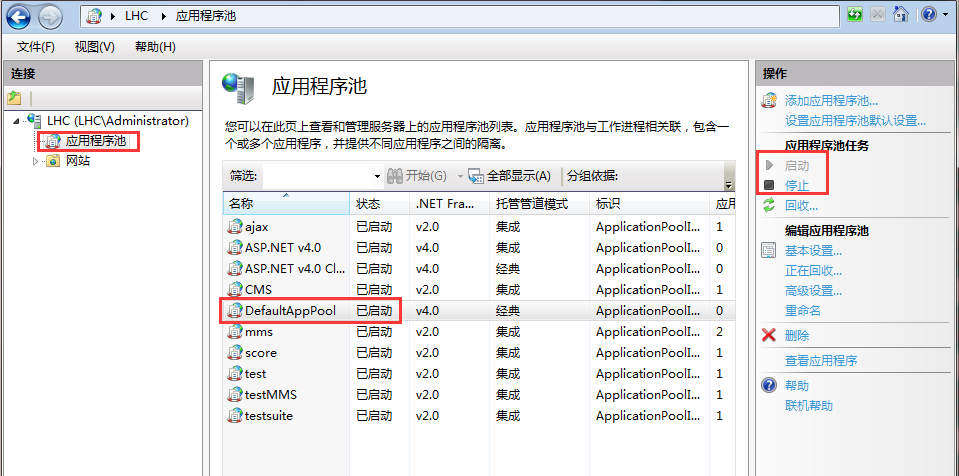 LHC 应用程序池
文件(F) 视图(V) 帮助(H)
连接
LHC (LHC\Administrator)
应用程序池
网站
应用程序池
您可以在此页上查看和管理服务器上的应用程序池列表。应用程序池与工作进程相关联，包含一
个或多个应用程序，并提供不同应用程序之间的隔离。
筛选: 开始(G) 全部显示(A) 分组依据:
名称 状态 .NET Fra... 托管管道模式 标识 应用
ajax 已启动 v2.0 集成 ApplicationPoolI... 1
ASP.NET v4.0 已启动 v4.0 集成 ApplicationPoolI... 0
ASP.NET v4.0 Cl... 已启动 v4.0 经典 ApplicationPoolI... 0
CMS 已启动 v2.0 集成 ApplicationPoolI... 1
DefaultAppPool 已启动 v4.0 经典 ApplicationPoolI... 0
mms 已启动 v2.0 集成 ApplicationPoolI... 2
score 已启动 v2.0 集成 ApplicationPoolI... 1
test 已启动 v2.0 集成 ApplicationPoolI... 1
testMMS 已启动 v2.0 集成 ApplicationPoolI... 1
testsuite 已启动 v2.0 集成 ApplicationPoolI... 1
操作
添加应用程序池...
设置应用程序池默认设置...
应用程序池任务
启动
停止
回收...
编辑应用程序池
基本设置...
正在回收...
高级设置...
重命名
删除
查看应用程序
帮助
联机帮助